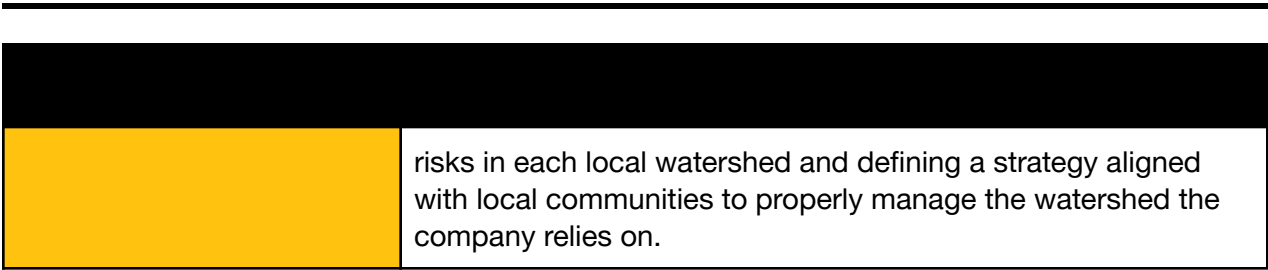 risks in each local watershed and defining a strategy aligned
with local communities to properly manage the watershed the
company relies on.